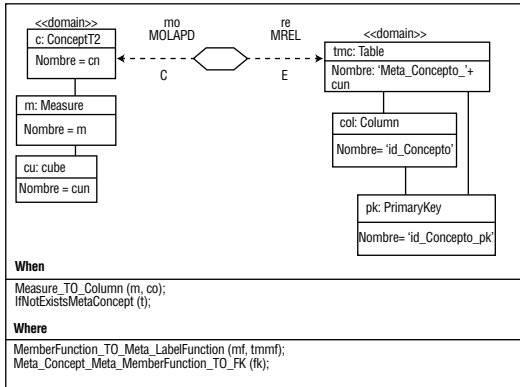 <<domain>>
c: ConceptT2
Nombre = cn
m: Measure
Nombre = m
cu: cube
Nombre = cun
mo
MOLAPD
C
re
MREL
E
<<domain>>
tmc: Table
Nombre: ‘Meta_Concepto_’+
cun
col: Column
Nombre= ‘id_Concepto’
pk: PrimaryKey
Nombre= ‘id_Concepto_pk’
When
Measure_TO_Column (m, co);
IfNotExistsMetaConcept (t);
Where
MemberFunction_TO_Meta_LabelFunction (mf, tmmf);
Meta_Concept_Meta_MemberFunction_TO_FK (fk);